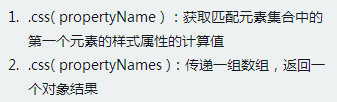 1. .css( propertyName ) ：获取匹配元素集合中的
第一个元素的样式属性的计算值
2. .css( propertyNames )：传递一组数组，返回一
个对象结果